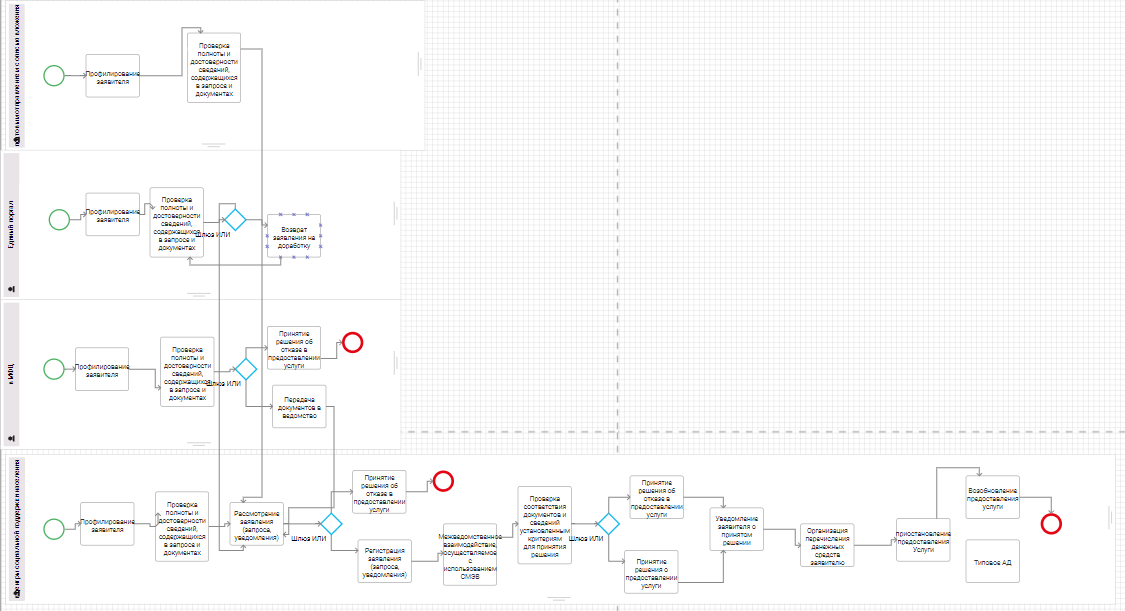 Профилирование
заявителя
Проверка
полноты и
достоверности
сведений,
содержащихся
в запросе и
документах
Единый портал
Профилирование
заявителя
Проверка
полноты и
достоверности
сведений,
содержащихся
в запросе и
документах
Шлюз ИЛИ
Возврат
заявления на
доработку
Профилирование
заявителя
Проверка
полноты и
достоверности
сведений,
содержащихся
в запросе и
документах
Шлюз ИЛИ
Принятие
решения об
отказе в
предоставлении
услуги
Передача
документов в
ведомство
Профилирование
заявителя
Проверка
полноты и
достоверности
сведений,
содержащихся
в запросе и
документах.
Рассмотрение
заявления
(запроса,
уведомления)
Шлюз ИЛИ
Принятие
решения об
отказе в
предоставлении
услуги
Регистрация
заявления
(запроса,
уведомления)
Межведомственное
взаимодействие,
осуществляемое
с
использованием
СМЭВ
Проверка
соответствия
документов и
сведений
установленным
критериям
для принятия
решения
Шлюз ИЛИ
Принятие
решения об
отказе в
предоставлении
услуги
Принятие
решения о
предоставлении
услуги
Уведомление
заявителя о
принятом
решении
Организация
перечисления
денежных
средств
заявителю
приостановление
предоставления
Услуги
Возобновление
предоставления
услуги
Типовое АД